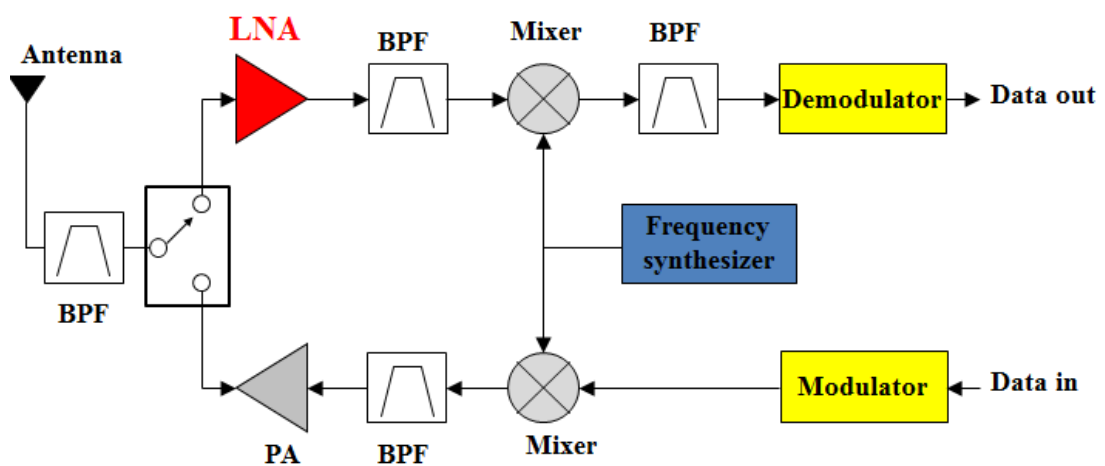 LNA
BPF
Mixer
BPF
Antenna
Demodulator
Data out
Frequency
synthesizer
BPF
Modulator
Data in
PA
BPF
Mixer